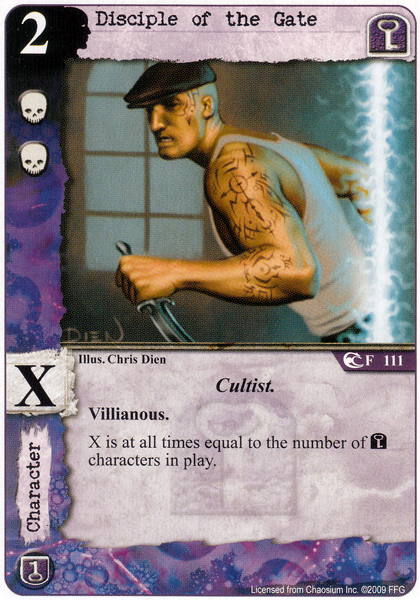 2
Disciple of the Gate
DIEN
Illus. Chris Dien
F 111
X
Cultist.
Villianous.
X is at all times equal to the number of
characters in play.
Character
1
Licensed from Chaosium Inc. ©2009 FFG